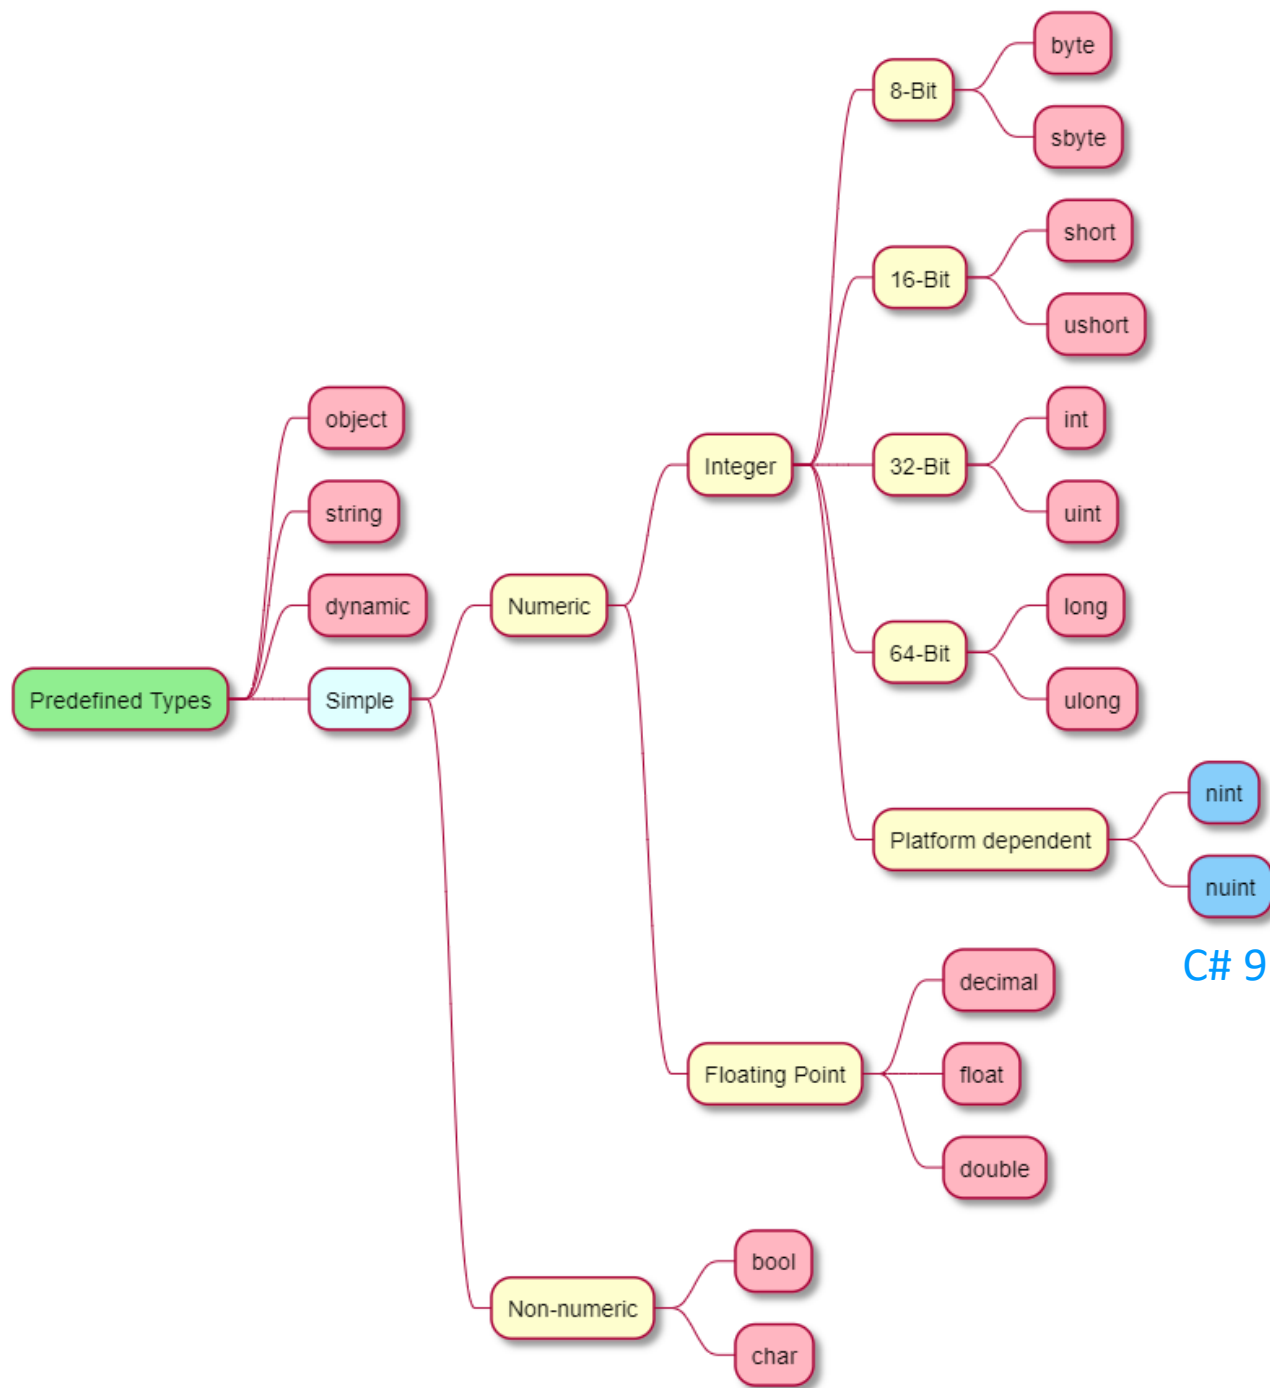 byte
8-Bit
sbyte
short
16-Bit
ushort
object
int
Integer
32-Bit
string
uint
dynamic
Numeric
long
64-Bit
Predefined Types
Simple
ulong
nint
Platform dependent
nuint
C# 9
decimal
Floating Point
float
double
bool
Non-numeric
char